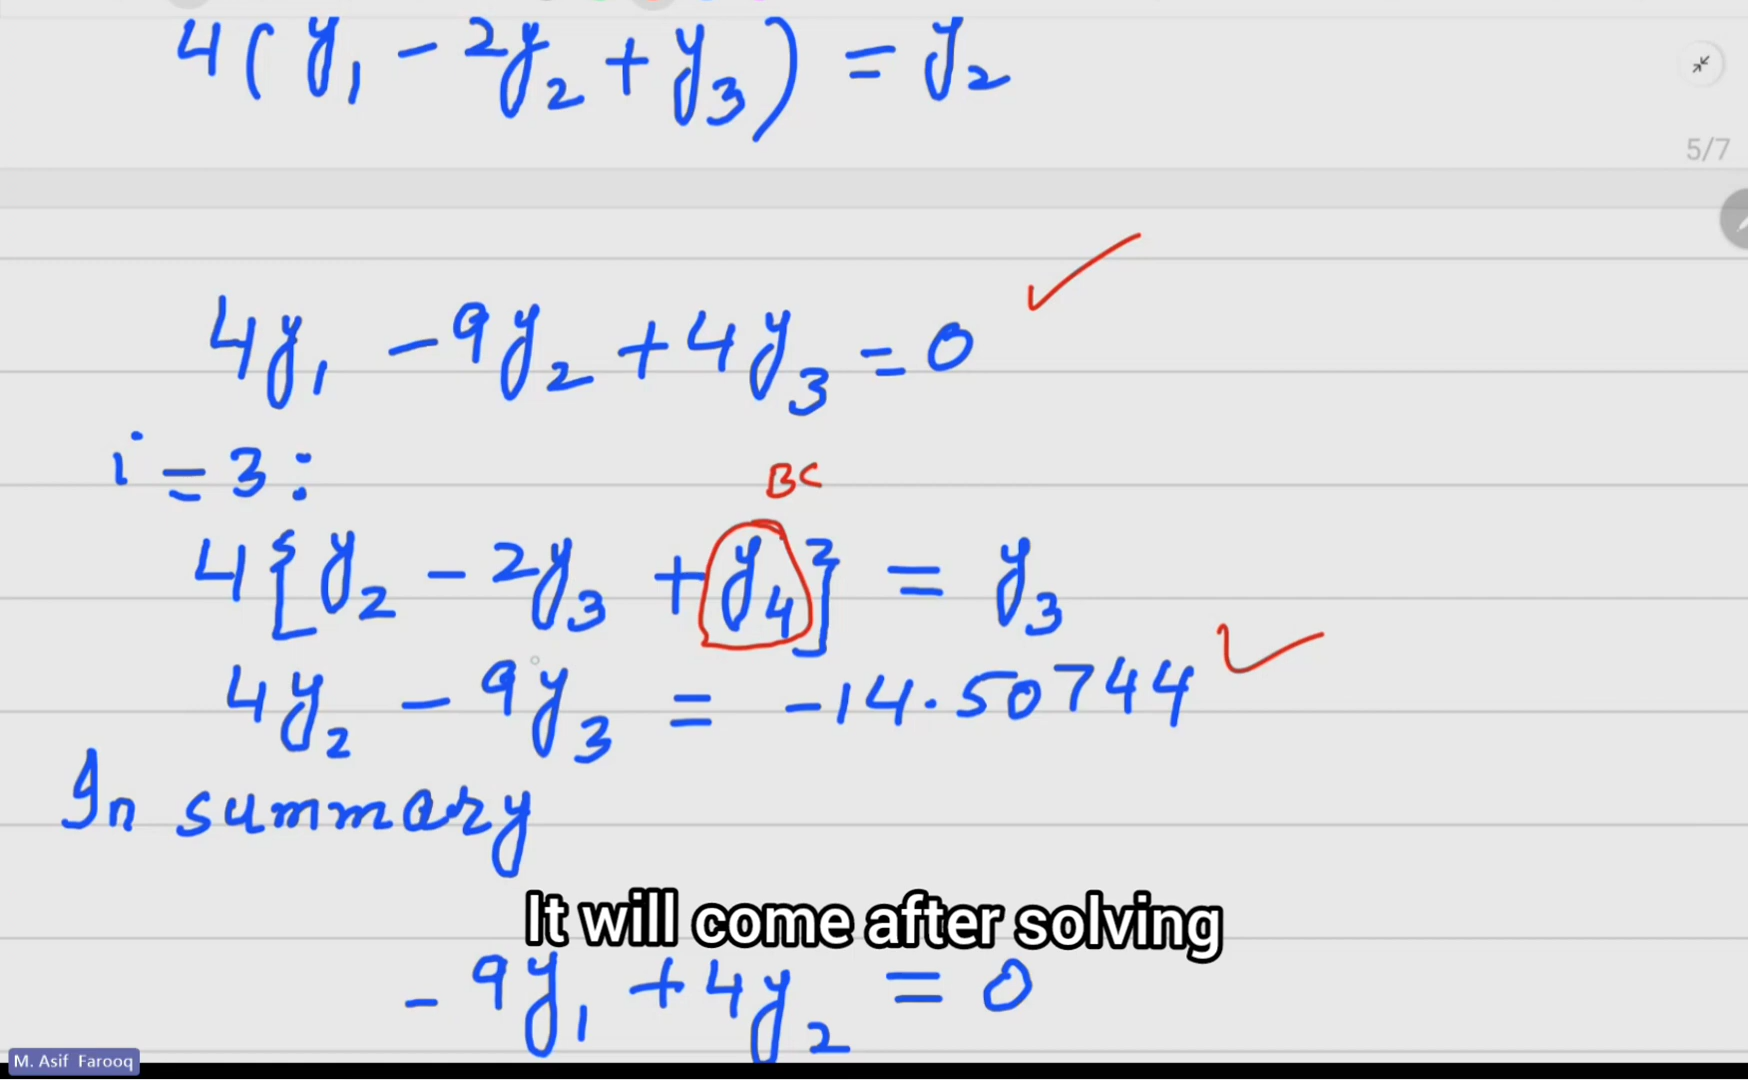 4(y₁ - 2y₂ + y₃) = y₂
5/7
4y₁ - 9y₂ + 4y₃ = 0
i = 3 :
BC
4[y₂ - 2y₃ + y₄] = y₃
4y₂ - 9y₃ = -14.50744
In summary
It will come after solving
- 9y₁ + 4y₂ = 0
M. Asif Farooq